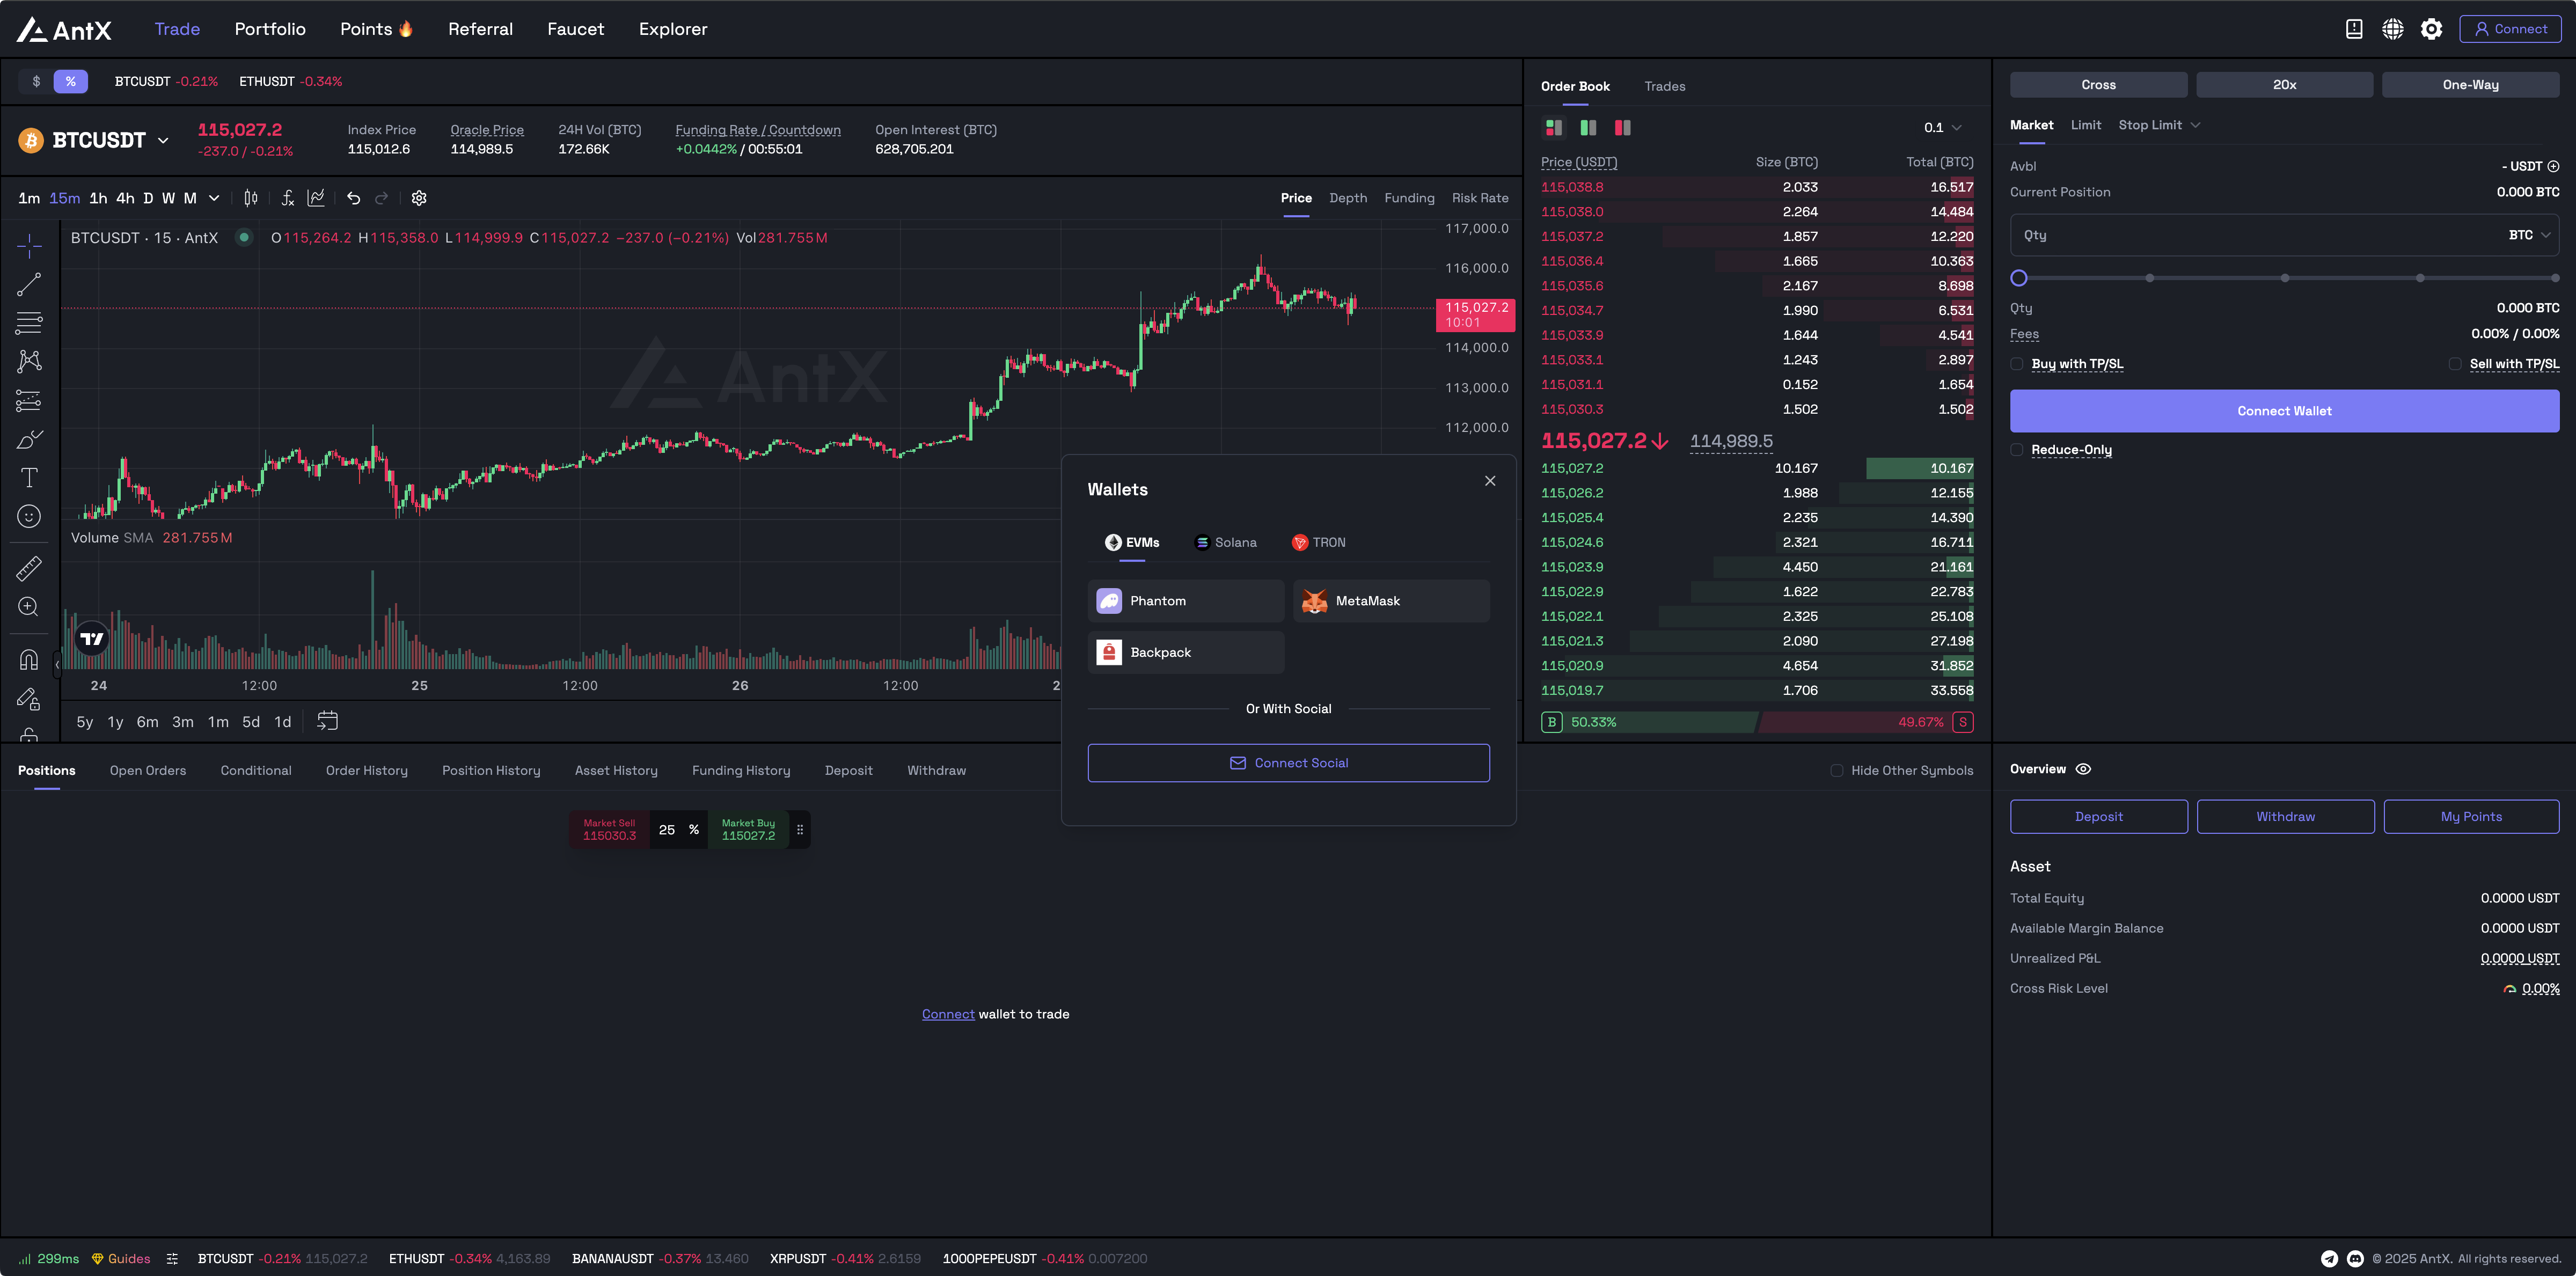 AntX Trade Portfolio Points🔥 Referral Faucet Explorer Connect
$ % BTCUSDT -0.21% ETHUSDT -0.34%
BTCUSDT
115,027.2
-237.0 / -0.21%
Index Price
115,012.6
Oracle Price
114,989.5
24H Vol (BTC)
172.66K
Funding Rate / Countdown
+0.0442% / 00:55:01
Open Interest (BTC)
628,705.201
1m 15m 1h 4h D W M
Price Depth Funding Risk Rate
BTCUSDT · 15 · AntX O115,264.2 H115,358.0 L114,999.9 C115,027.2 −237.0 (−0.21%) Vol281.755M
117,000.0
116,000.0
115,027.2
10:01
114,000.0
113,000.0
112,000.0
AntX
Volume SMA 281.755M
24 12:00 25 12:00 26 12:00 2
5y 1y 6m 3m 1m 5d 1d
Order Book Trades
0.1
Price (USDT) Size (BTC) Total (BTC)
115,038.8 2.033 16.517
115,038.0 2.264 14.484
115,037.2 1.857 12.220
115,036.4 1.665 10.363
115,035.6 2.167 8.698
115,034.7 1.990 6.531
115,033.9 1.644 4.541
115,033.1 1.243 2.897
115,031.1 0.152 1.654
115,030.3 1.502 1.502
115,027.2↓ 114,989.5
115,027.2 10.167 10.167
115,026.2 1.988 12.155
115,025.4 2.235 14.390
115,024.6 2.321 16.711
115,023.9 4.450 21.161
115,022.9 1.622 22.783
115,022.1 2.325 25.108
115,021.3 2.090 27.198
115,020.9 4.654 31.852
115,019.7 1.706 33.558
B 50.33% 49.67% S
Cross 20x One-Way
Market Limit Stop Limit
Avbl - USDT
Current Position 0.000 BTC
Qty BTC
Qty 0.000 BTC
Fees 0.00% / 0.00%
Buy with TP/SL Sell with TP/SL
Connect Wallet
Reduce-Only
Wallets
EVMs Solana TRON
Phantom MetaMask
Backpack
Or With Social
Connect Social
Positions Open Orders Conditional Order History Position History Asset History Funding History Deposit Withdraw
Hide Other Symbols
Market Sell
115030.3
25 %
Market Buy
115027.2
Connect wallet to trade
Overview
Deposit Withdraw My Points
Asset
Total Equity 0.0000 USDT
Available Margin Balance 0.0000 USDT
Unrealized P&L 0.0000 USDT
Cross Risk Level 0.00%
299ms Guides BTCUSDT -0.21% 115,027.2 ETHUSDT -0.34% 4,163.89 BANANAUSDT -0.37% 13.460 XRPUSDT -0.41% 2.6159 1000PEPEUSDT -0.41% 0.007200
© 2025 AntX. All rights reserved.